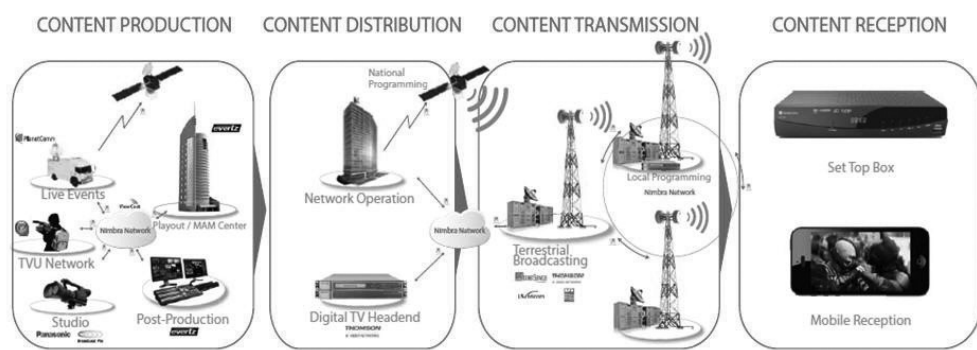 CONTENT PRODUCTION
CONTENT DISTRIBUTION
CONTENT TRANSMISSION
CONTENT RECEPTION
PlanetComm
Live Events
evertz
Playout / MAM Center
Nimbra Network
TVU Network
Studio
Panasonic
Post-Production
evertz
National
Programming
Network Operation
Nimbra Network
Digital TV Headend
THOMSON
Local Programming
Nimbra Network
Terrestrial
Broadcasting
THOMSON
Set Top Box
Mobile Reception